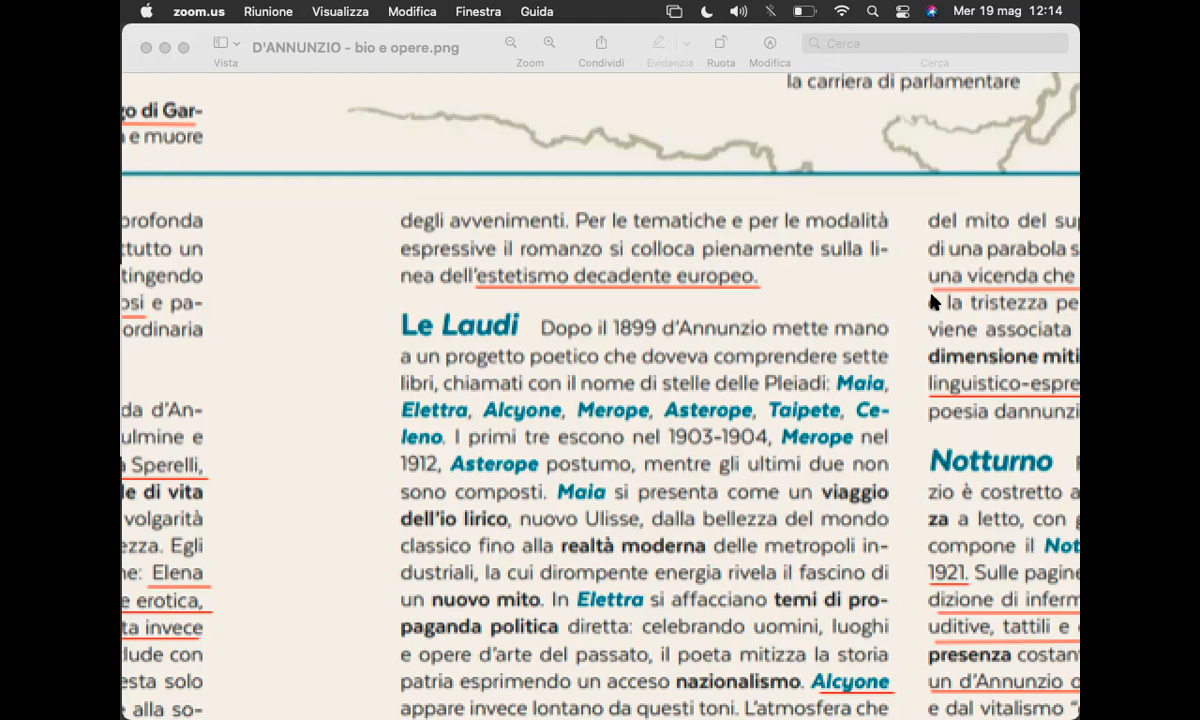 zoom.us Riunione Visualizza Modifica Finestra Guida Mer 19 mag 12:14
D'ANNUNZIO - bio e opere.png
Cerca
Vista Zoom Condividi Evidenzia Ruota Modifica Cerca
la carriera di parlamentare
go di Gar-
e muore
profonda
ttutto un
tingendo
osi e pa-
ordinaria
da d'An-
ulmine e
Sperelli,
le di vita
volgarità
ezza. Egli
ne: Elena
e erotica,
ta invece
lude con
esta solo
alla so-
degli avvenimenti. Per le tematiche e per le modalità
espressive il romanzo si colloca pienamente sulla li-
nea dell'estetismo decadente europeo.
Le Laudi Dopo il 1899 d'Annunzio mette mano
a un progetto poetico che doveva comprendere sette
libri, chiamati con il nome di stelle delle Pleiadi: Maia,
Elettra, Alcyone, Merope, Asterope, Taipete, Ce-
leno. I primi tre escono nel 1903-1904, Merope nel
1912, Asterope postumo, mentre gli ultimi due non
sono composti. Maia si presenta come un viaggio
dell'io lirico, nuovo Ulisse, dalla bellezza del mondo
classico fino alla realtà moderna delle metropoli in-
dustriali, la cui dirompente energia rivela il fascino di
un nuovo mito. In Elettra si affacciano temi di pro-
paganda politica diretta: celebrando uomini, luoghi
e opere d'arte del passato, il poeta mitizza la storia
patria esprimendo un acceso nazionalismo. Alcyone
appare invece lontano da questi toni. L'atmosfera che
del mito del su
di una parabola s
una vicenda che
la tristezza pe
viene associata
dimensione miti
linguistico-espre
poesia dannunzi
Notturno
zio è costretto a
za a letto, con g
compone il Not
1921. Sulle pagine
dizione di inferm
uditive, tattili e
presenza costan
un d'Annunzio
e dal vitalismo "